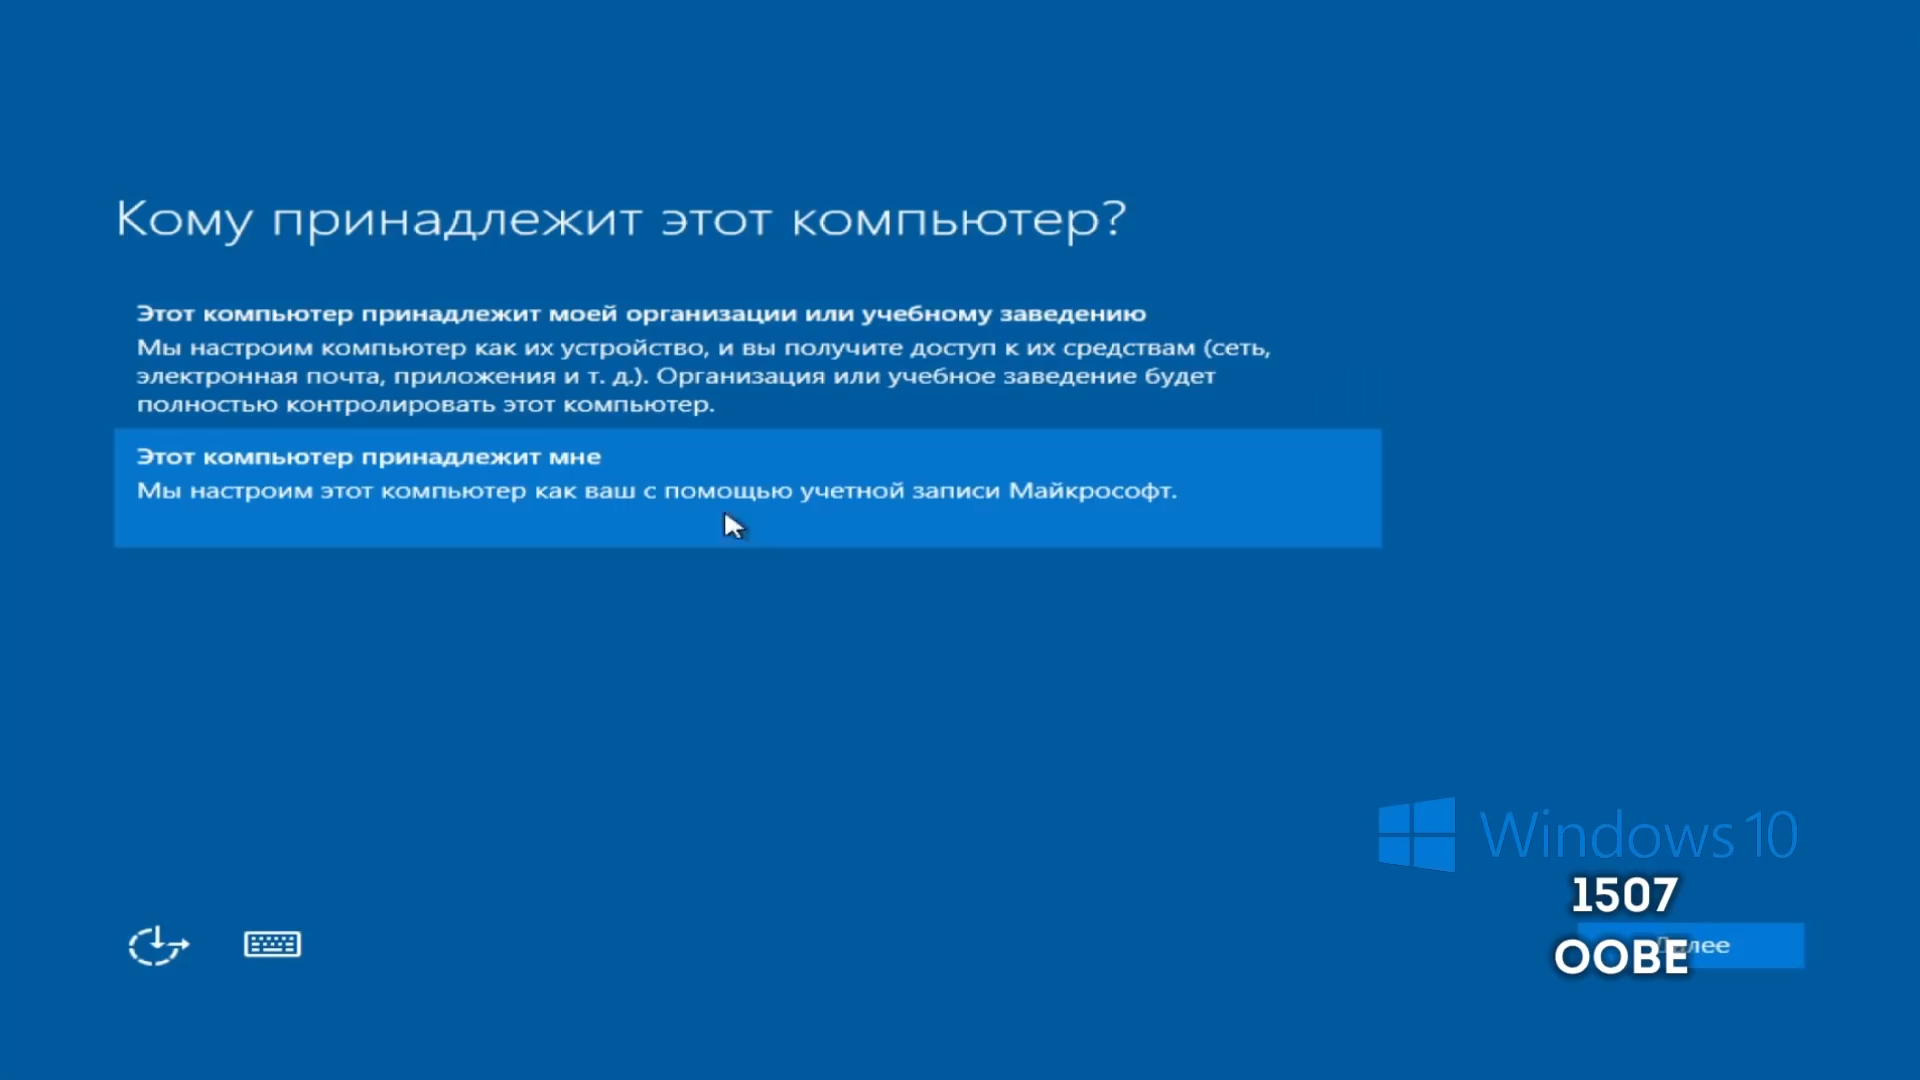 Кому принадлежит этот компьютер?
Этот компьютер принадлежит моей организации или учебному заведению
Мы настроим компьютер как их устройство, и вы получите доступ к их средствам (сеть,
электронная почта, приложения и т. д.). Организация или учебное заведение будет
полностью контролировать этот компьютер.
Этот компьютер принадлежит мне
Мы настроим этот компьютер как ваш с помощью учетной записи Майкрософт.
Windows 10
1507
OOBE